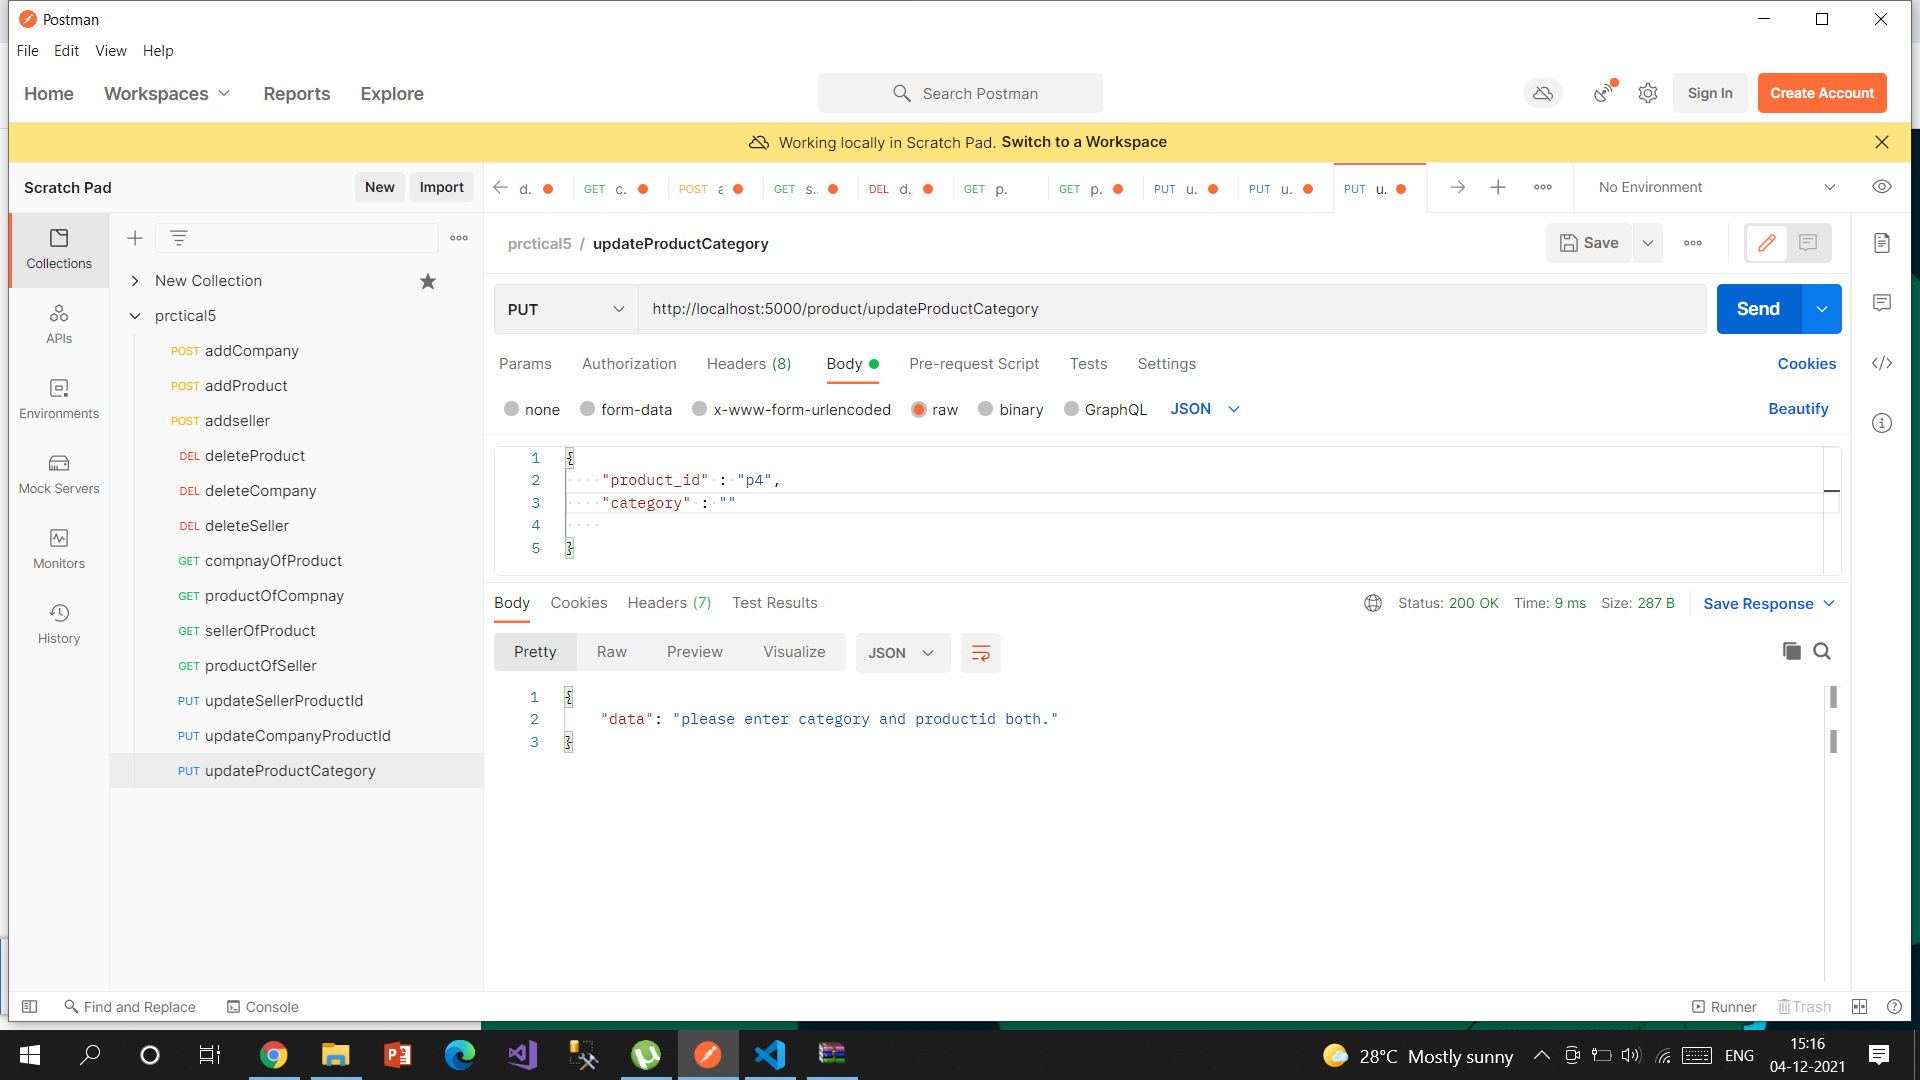 Postman
File Edit View Help
Home Workspaces Reports Explore
Search Postman
Sign In
Create Account
Working locally in Scratch Pad. Switch to a Workspace
Scratch Pad
New Import
d. GET c. POST a GET s.. DEL d. GET p. GET p. PUT u. PUT u. PUT u.
No Environment
Collections
APIs
Environments
Mock Servers
Monitors
History
New Collection
prctical5
POST addCompany
POST addProduct
POST addseller
DEL deleteProduct
DEL deleteCompany
DEL deleteSeller
GET compnayOfProduct
GET productOfCompnay
GET sellerOfProduct
GET productOfSeller
PUT updateSellerProductId
PUT updateCompanyProductId
PUT updateProductCategory
prctical5 / updateProductCategory
Save
PUT http://localhost:5000/product/updateProductCategory
Send
Params Authorization Headers (8) Body Pre-request Script Tests Settings
Cookies
none form-data x-www-form-urlencoded raw binary GraphQL JSON
Beautify
1 {
2 "product_id" : "p4",
3 "category" : ""
4
5 }
Body Cookies Headers (7) Test Results
Status: 200 OK Time: 9 ms Size: 287 B
Save Response
Pretty Raw Preview Visualize JSON
1 {
2 "data": "please enter category and productid both."
3 }
Find and Replace Console
Runner Trash
28°C Mostly sunny
ENG
15:16
04-12-2021